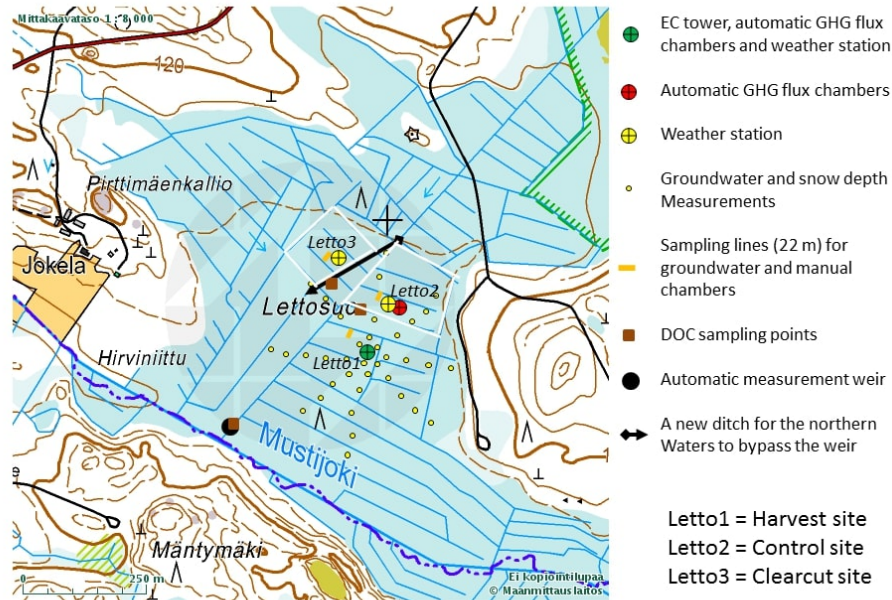 Mittakaavataso 1 : 8 000
120
Pirttimäenkallio
Jokela
Letto3
Letto2
Lettosuo
Letto1
Hirviniittu
Mustijoki
Mäntymäki
0 250 m
Ei kopiointilupaa
© Maanmittauslaitos
EC tower, automatic GHG flux
chambers and weather station
Automatic GHG flux chambers
Weather station
Groundwater and snow depth
Measurements
Sampling lines (22 m) for
groundwater and manual
chambers
DOC sampling points
Automatic measurement weir
A new ditch for the northern
Waters to bypass the weir
Letto1 = Harvest site
Letto2 = Control site
Letto3 = Clearcut site